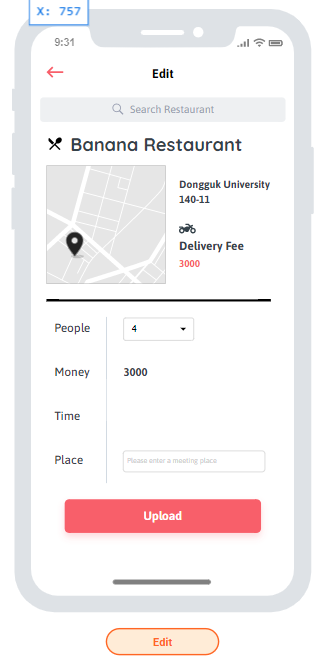 X: 757
9:31
Edit
Search Restaurant
Banana Restaurant
Dongguk University
140-11
Delivery Fee
3000
People
4
Money
3000
Time
Place
Please enter a meeting place
Upload
Edit